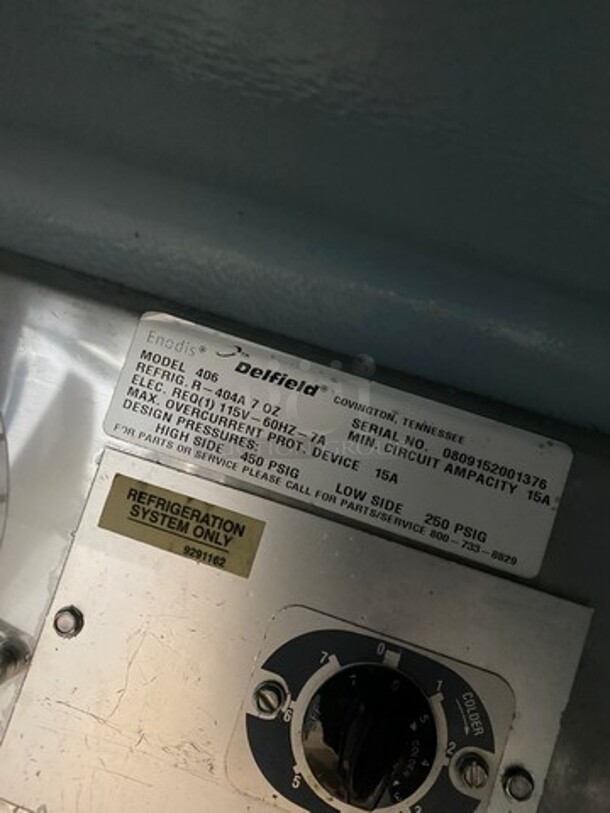 Enodis®
Delfield®
COVINGTON, TENNESSEE
MODEL 406
SERIAL NO. 0809152001376
REFRIG. R-404A 7 OZ
MIN. CIRCUIT AMPACITY 15A
ELEC. REQ(1) 115V-60HZ-7A
MAX. OVERCURRENT PROT. DEVICE 15A
DESIGN PRESSURES:
HIGH SIDE 450 PSIG LOW SIDE 250 PSIG
FOR PARTS OR SERVICE PLEASE CALL FOR PARTS/SERVICE 800-733-8829
REFRIGERATION
SYSTEM ONLY
9291162
0
1
COLDER
2
3
5
6
7